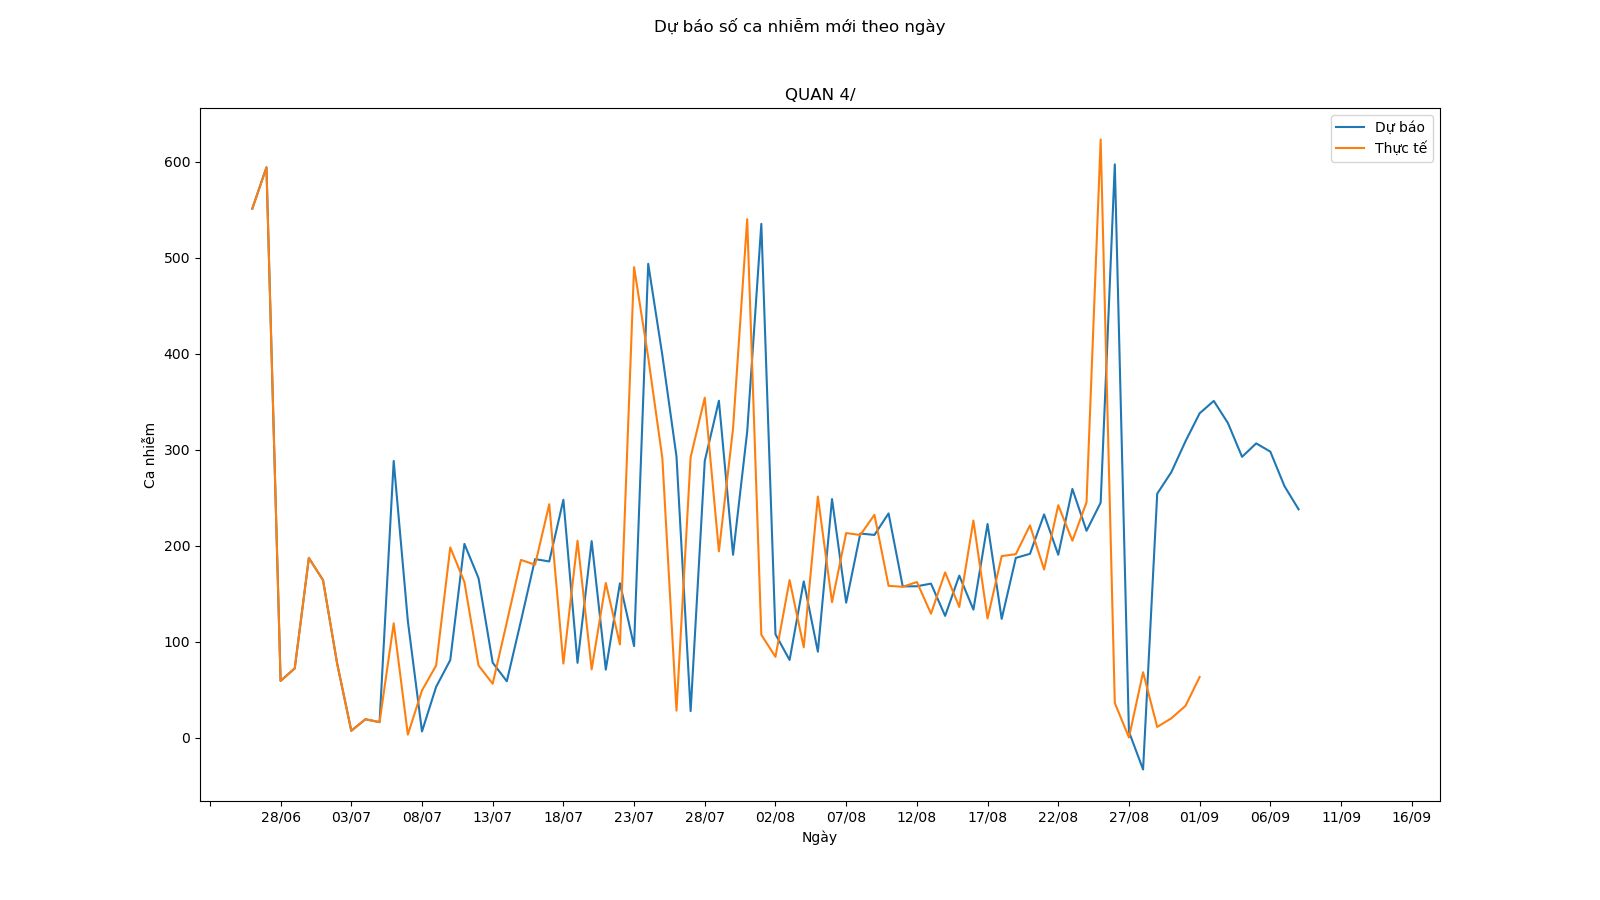 Dự báo số ca nhiễm mới theo ngày
QUAN 4/
Dự báo
Thực tế
600
500
400
300
200
100
0
Ca nhiễm
28/06 03/07 08/07 13/07 18/07 23/07 28/07 02/08 07/08 12/08 17/08 22/08 27/08 01/09 06/09 11/09 16/09
Ngày